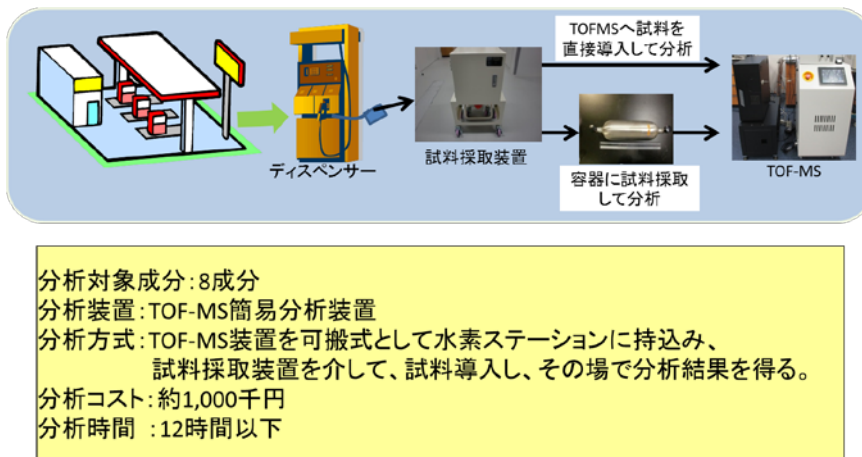 TOFMSへ試料を
直接導入して分析
ディスペンサー
試料採取装置
容器に試料採取
して分析
TOF-MS
分析対象成分:8成分
分析装置:TOF-MS簡易分析装置
分析方式:TOF-MS装置を可搬式として水素ステーションに持込み、
試料採取装置を介して、試料導入し、その場で分析結果を得る。
分析コスト:約1,000千円
分析時間 :12時間以下